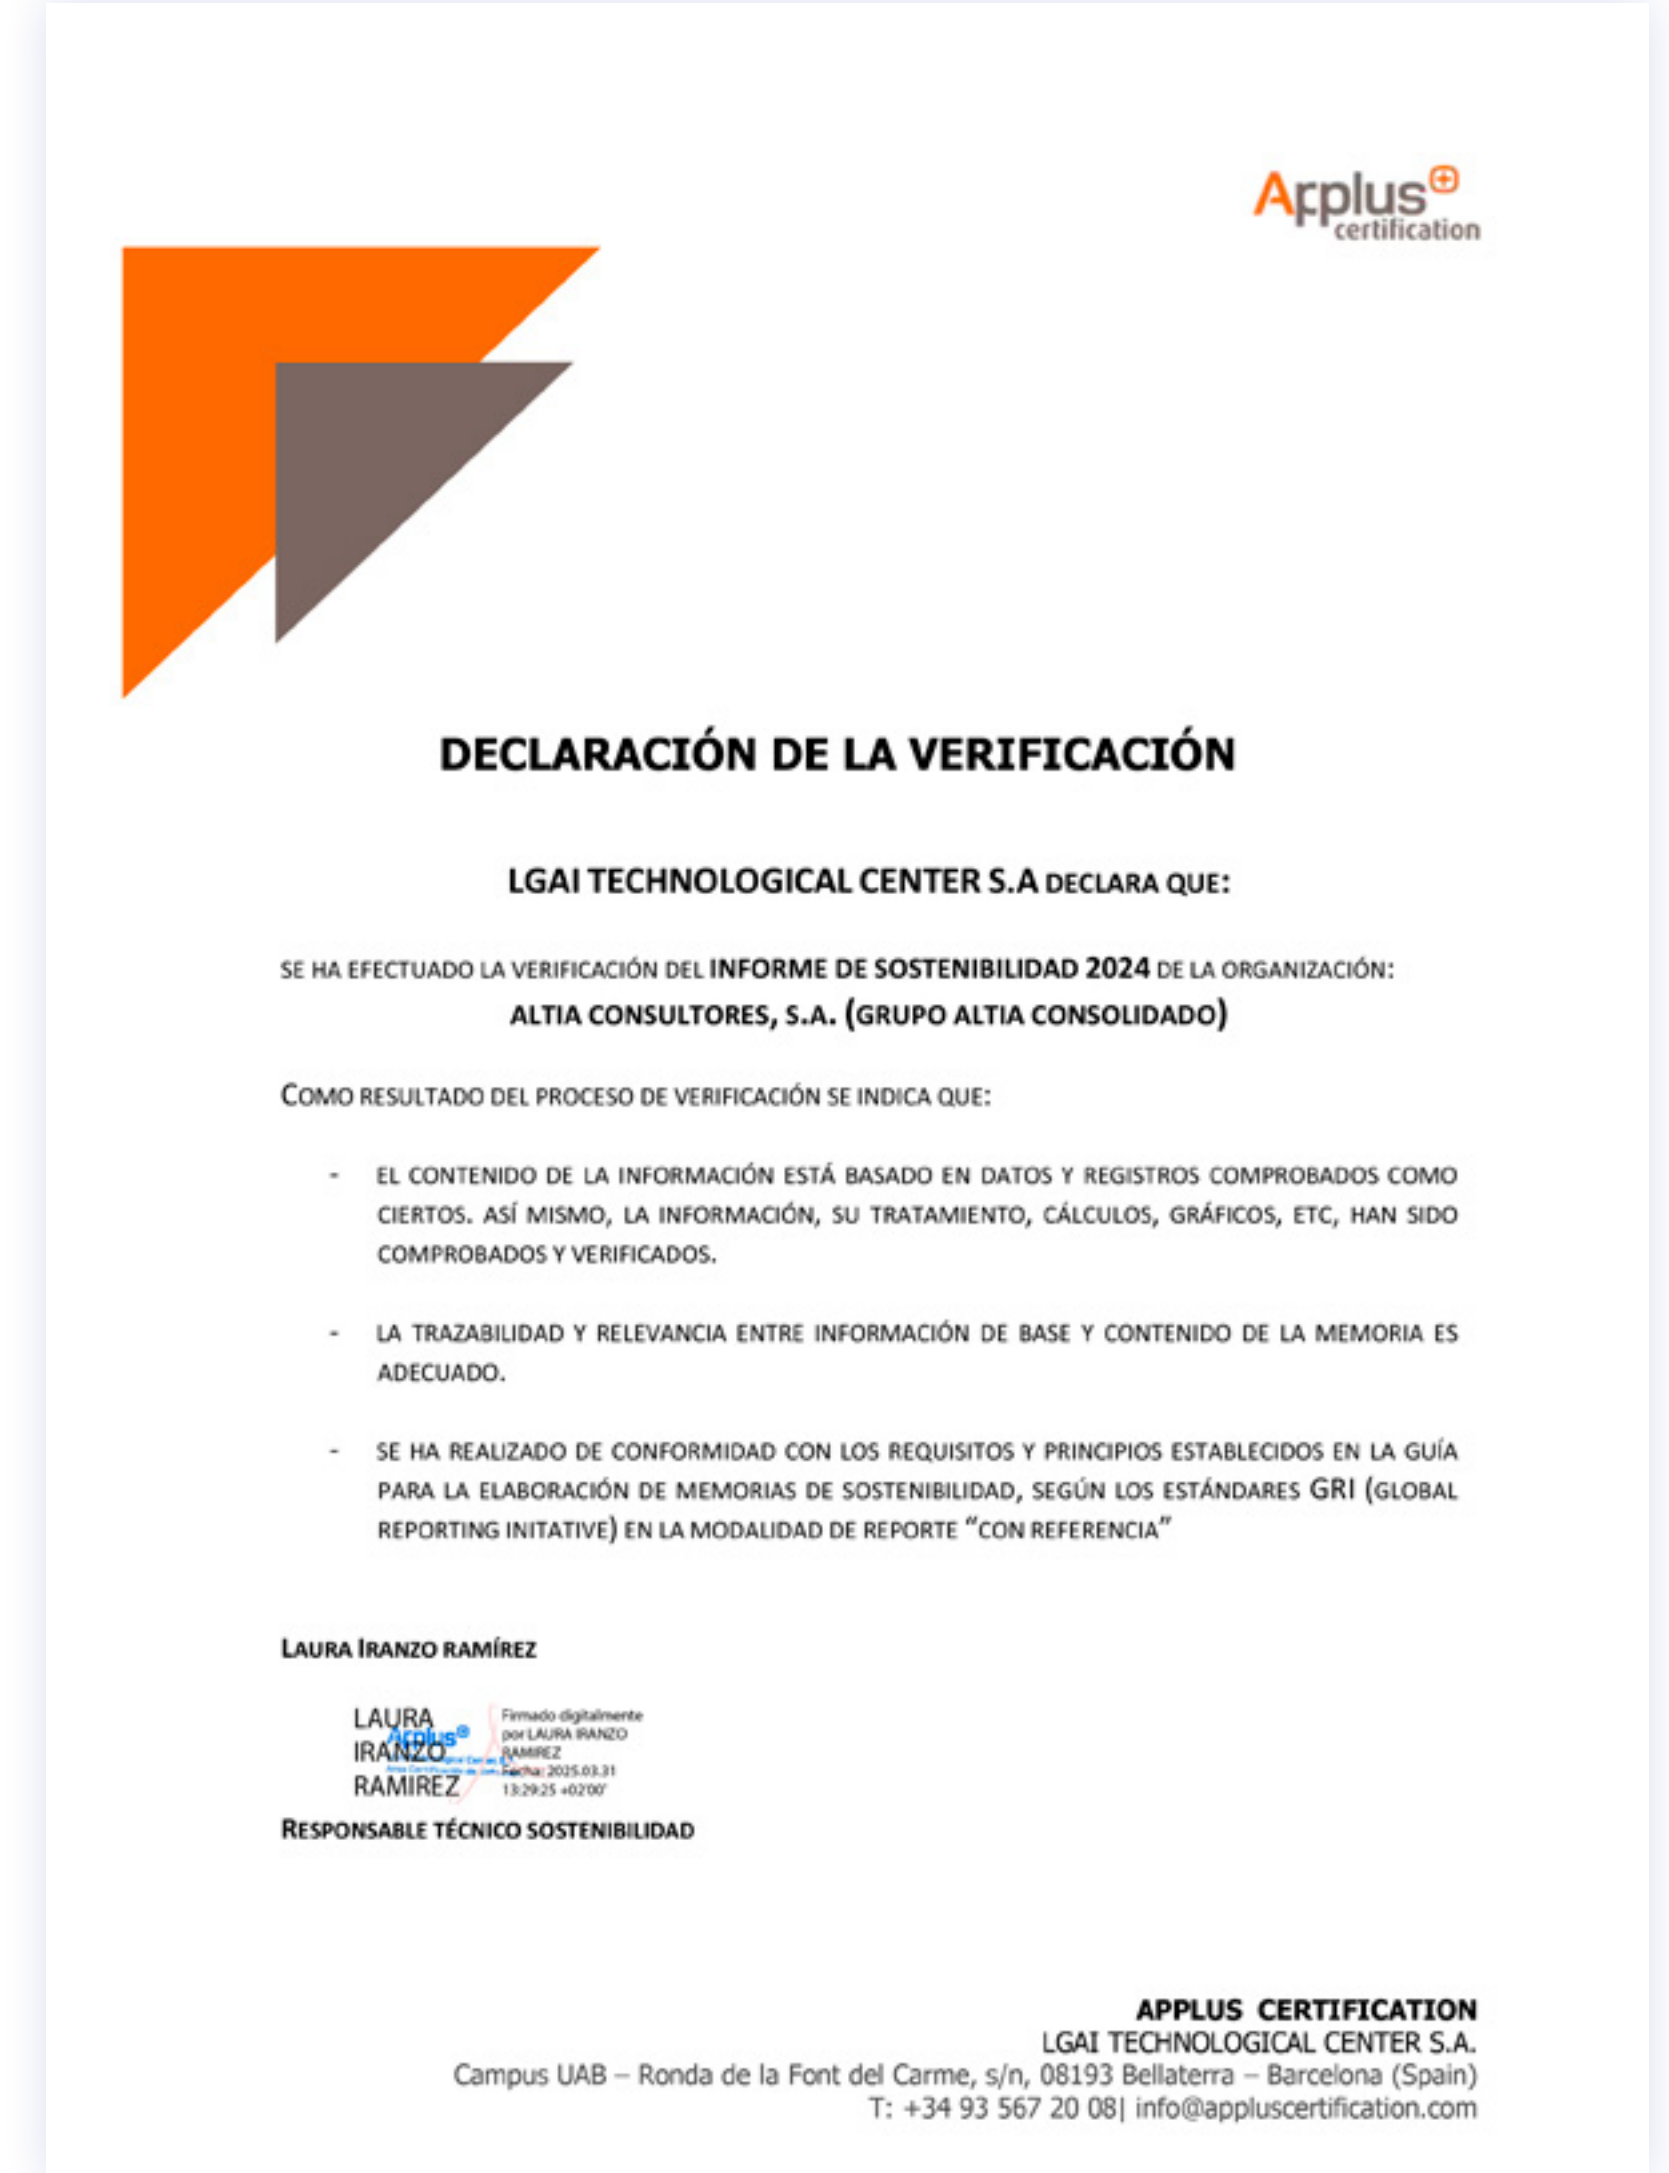 Applus+
certification
DECLARACIÓN DE LA VERIFICACIÓN
LGAI TECHNOLOGICAL CENTER S.A DECLARA QUE:
SE HA EFECTUADO LA VERIFICACIÓN DEL INFORME DE SOSTENIBILIDAD 2024 DE LA ORGANIZACIÓN:
ALTIA CONSULTORES, S.A. (GRUPO ALTIA CONSOLIDADO)
COMO RESULTADO DEL PROCESO DE VERIFICACIÓN SE INDICA QUE:
- EL CONTENIDO DE LA INFORMACIÓN ESTÁ BASADO EN DATOS Y REGISTROS COMPROBADOS COMO
CIERTOS. ASÍ MISMO, LA INFORMACIÓN, SU TRATAMIENTO, CÁLCULOS, GRÁFICOS, ETC, HAN SIDO
COMPROBADOS Y VERIFICADOS.
- LA TRAZABILIDAD Y RELEVANCIA ENTRE INFORMACIÓN DE BASE Y CONTENIDO DE LA MEMORIA ES
ADECUADO.
- SE HA REALIZADO DE CONFORMIDAD CON LOS REQUISITOS Y PRINCIPIOS ESTABLECIDOS EN LA GUÍA
PARA LA ELABORACIÓN DE MEMORIAS DE SOSTENIBILIDAD, SEGÚN LOS ESTÁNDARES GRI (GLOBAL
REPORTING INITATIVE) EN LA MODALIDAD DE REPORTE "CON REFERENCIA"
LAURA IRANZO RAMÍREZ
LAURA
IRANZO
RAMIREZ
Applus+
Firmado digitalmente
por LAURA IRANZO
RAMIREZ
Fecha: 2025.03.31
13:29:25 +02'00'
RESPONSABLE TÉCNICO SOSTENIBILIDAD
APPLUS CERTIFICATION
LGAI TECHNOLOGICAL CENTER S.A.
Campus UAB – Ronda de la Font del Carme, s/n, 08193 Bellaterra – Barcelona (Spain)
T: +34 93 567 20 08| info@appluscertification.com